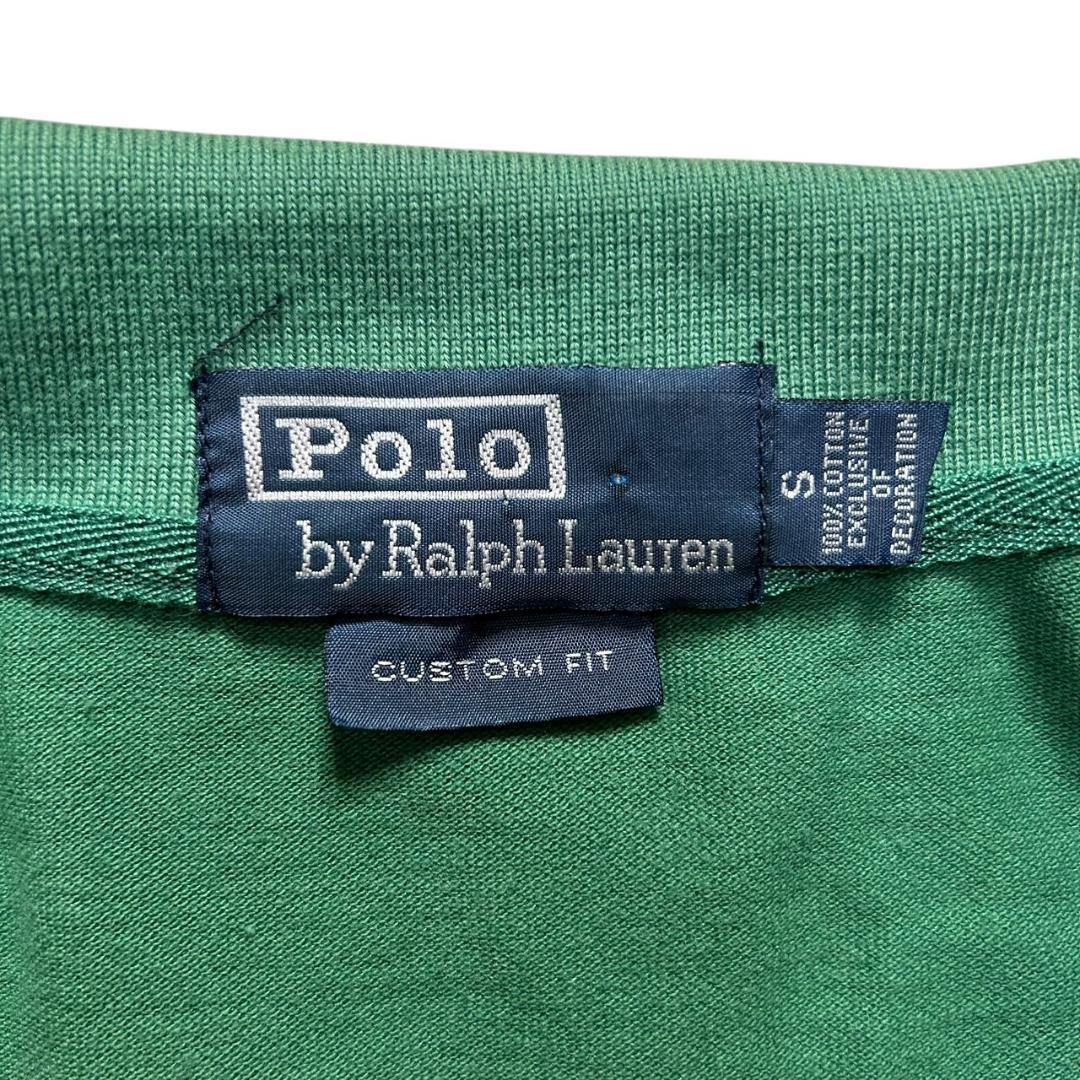 Polo
by Ralph Lauren
CUSTOM FIT
S
100% COTTON
EXCLUSIVE
OF
DECORATION